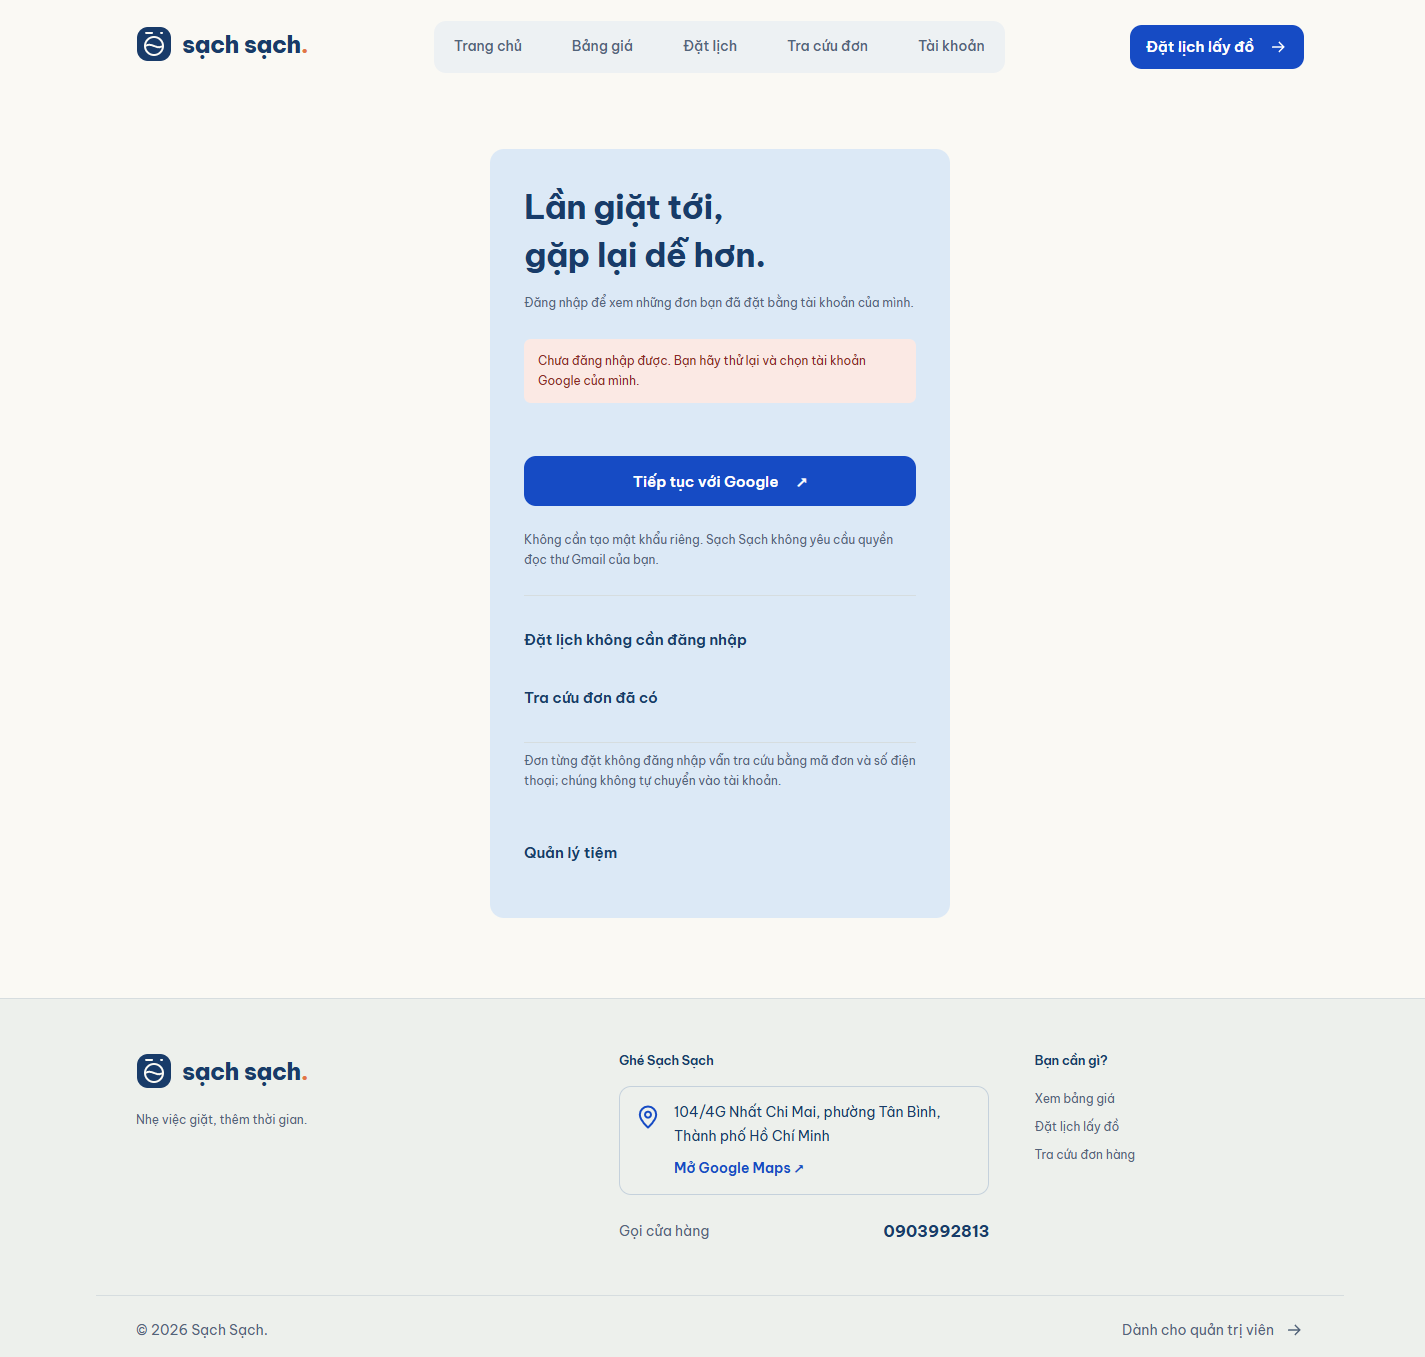 sạch sạch.
Trang chủ
Bảng giá
Đặt lịch
Tra cứu đơn
Tài khoản
Đặt lịch lấy đồ →
Lần giặt tới,
gặp lại dễ hơn.
Đăng nhập để xem những đơn bạn đã đặt bằng tài khoản của mình.
Chưa đăng nhập được. Bạn hãy thử lại và chọn tài khoản
Google của mình.
Tiếp tục với Google ↗
Không cần tạo mật khẩu riêng. Sạch Sạch không yêu cầu quyền
đọc thư Gmail của bạn.
Đặt lịch không cần đăng nhập
Tra cứu đơn đã có
Đơn từng đặt không đăng nhập vẫn tra cứu bằng mã đơn và số điện
thoại; chúng không tự chuyển vào tài khoản.
Quản lý tiệm
sạch sạch.
Nhẹ việc giặt, thêm thời gian.
Ghé Sạch Sạch
104/4G Nhất Chi Mai, phường Tân Bình,
Thành phố Hồ Chí Minh
Mở Google Maps ↗
Gọi cửa hàng
0903992813
Bạn cần gì?
Xem bảng giá
Đặt lịch lấy đồ
Tra cứu đơn hàng
© 2026 Sạch Sạch.
Dành cho quản trị viên →